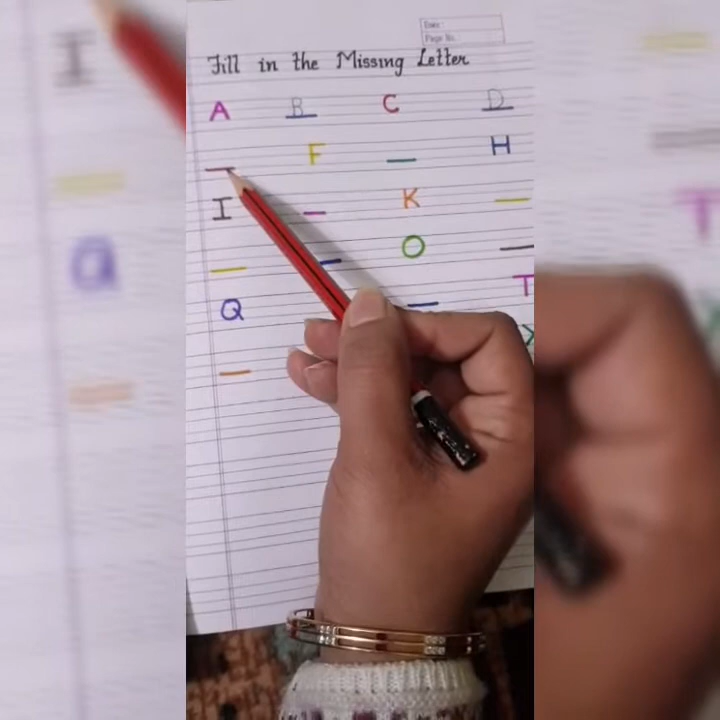 Date:
Page No.:
Fill in the Missing Letter
A B C D
_ F _ H
I _ K _
_ _ O _
Q _ T
_ X